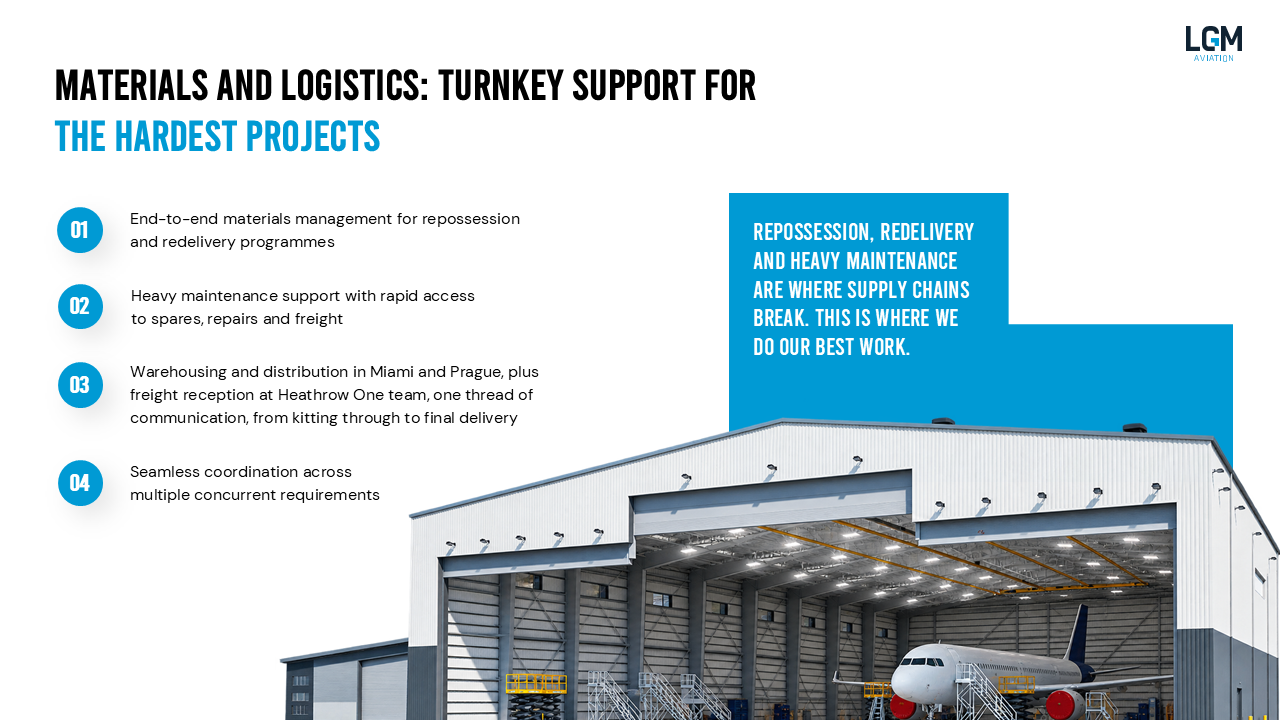 LGM
AVIATION
MATERIALS AND LOGISTICS: TURNKEY SUPPORT FOR
THE HARDEST PROJECTS
01
End-to-end materials management for repossession
and redelivery programmes
02
Heavy maintenance support with rapid access
to spares, repairs and freight
03
Warehousing and distribution in Miami and Prague, plus
freight reception at Heathrow One team, one thread of
communication, from kitting through to final delivery
04
Seamless coordination across
multiple concurrent requirements
REPOSSESSION, REDELIVERY
AND HEAVY MAINTENANCE
ARE WHERE SUPPLY CHAINS
BREAK. THIS IS WHERE WE
DO OUR BEST WORK.